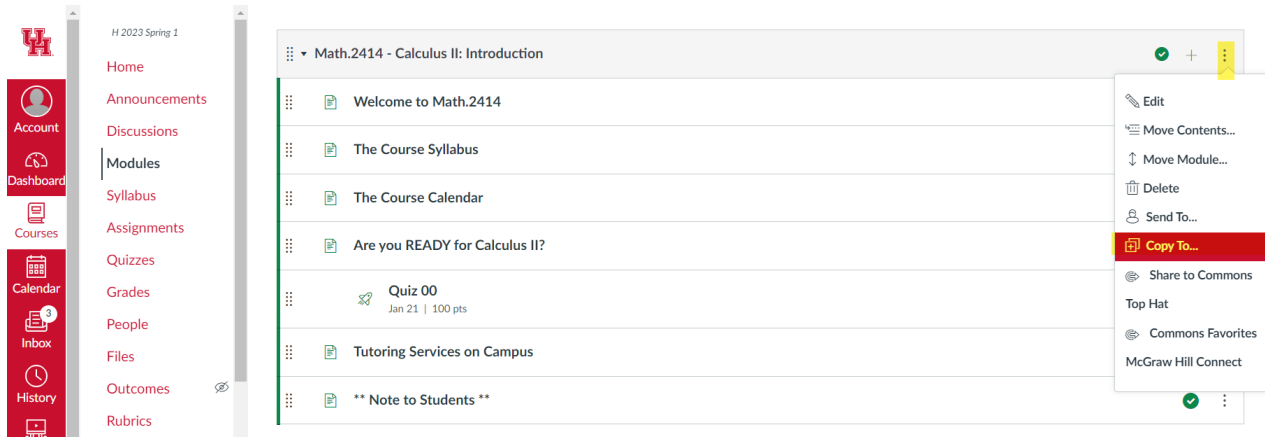 UH
Account
Dashboard
Courses
Calendar
3
Inbox
History
H 2023 Spring 1
Home
Announcements
Discussions
Modules
Syllabus
Assignments
Quizzes
Grades
People
Files
Outcomes
Rubrics
Math.2414 - Calculus II: Introduction
Welcome to Math.2414
The Course Syllabus
The Course Calendar
Are you READY for Calculus II?
Quiz 00
Jan 21 | 100 pts
Tutoring Services on Campus
** Note to Students **
Edit
Move Contents...
Move Module...
Delete
Send To...
Copy To...
Share to Commons
Top Hat
Commons Favorites
McGraw Hill Connect